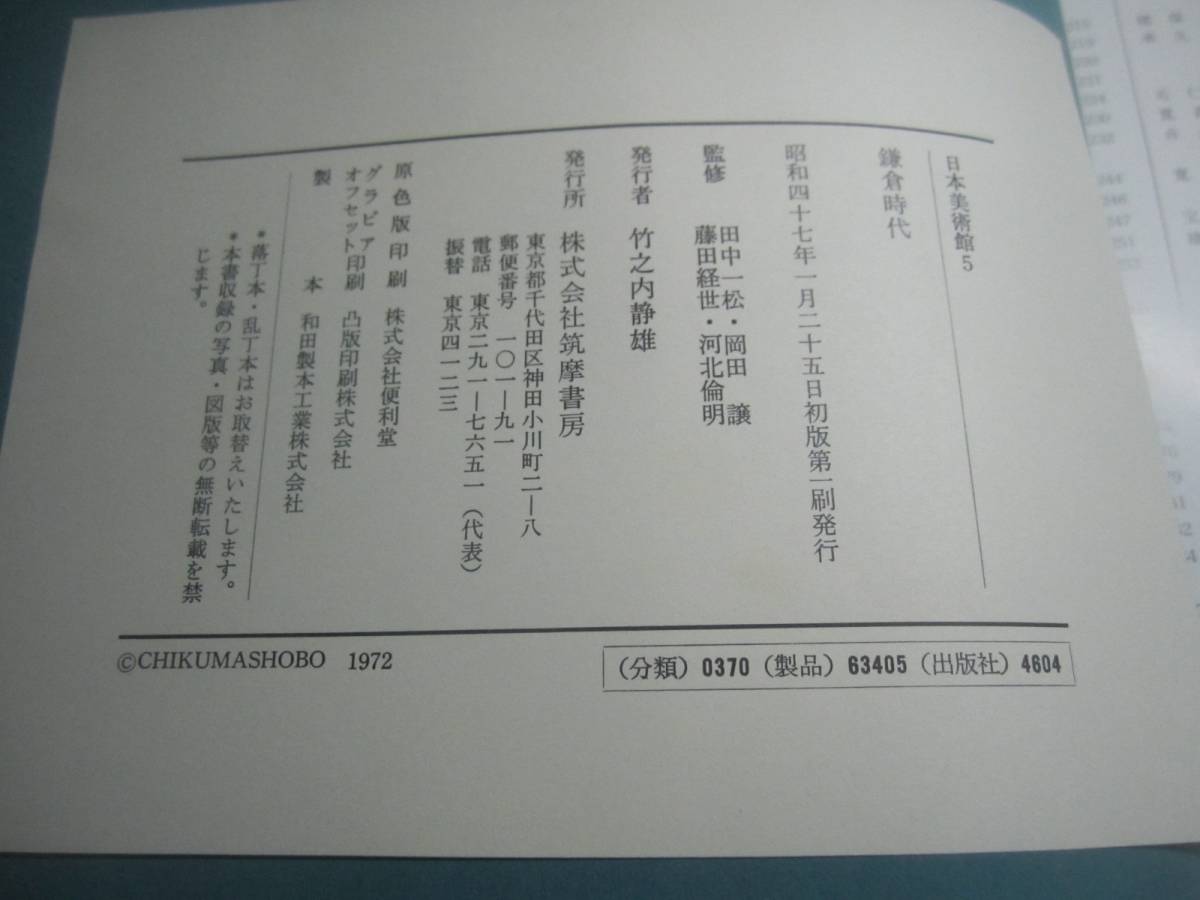 日本美術館5
鎌倉時代
昭和四十七年一月二十五日初版第一刷発行
監修 田中一松・岡田 譲
藤田経世・河北倫明
発行者 竹之内静雄
発行所 株式会社筑摩書房
東京都千代田区神田小川町二―八
郵便番号 一〇一―九一
電話 東京二九一―七六五一(代表)
振替 東京四一二三
原色版印刷 株式会社便利堂
グラビア
オフセット印刷 凸版印刷株式会社
製本 和田製本工業株式会社
*落丁本・乱丁本はお取替えいたします。
*本書収録の写真・図版等の無断転載を禁
じます。
©CHIKUMASHOBO 1972
(分類) 0370 (製品) 63405 (出版社) 4604